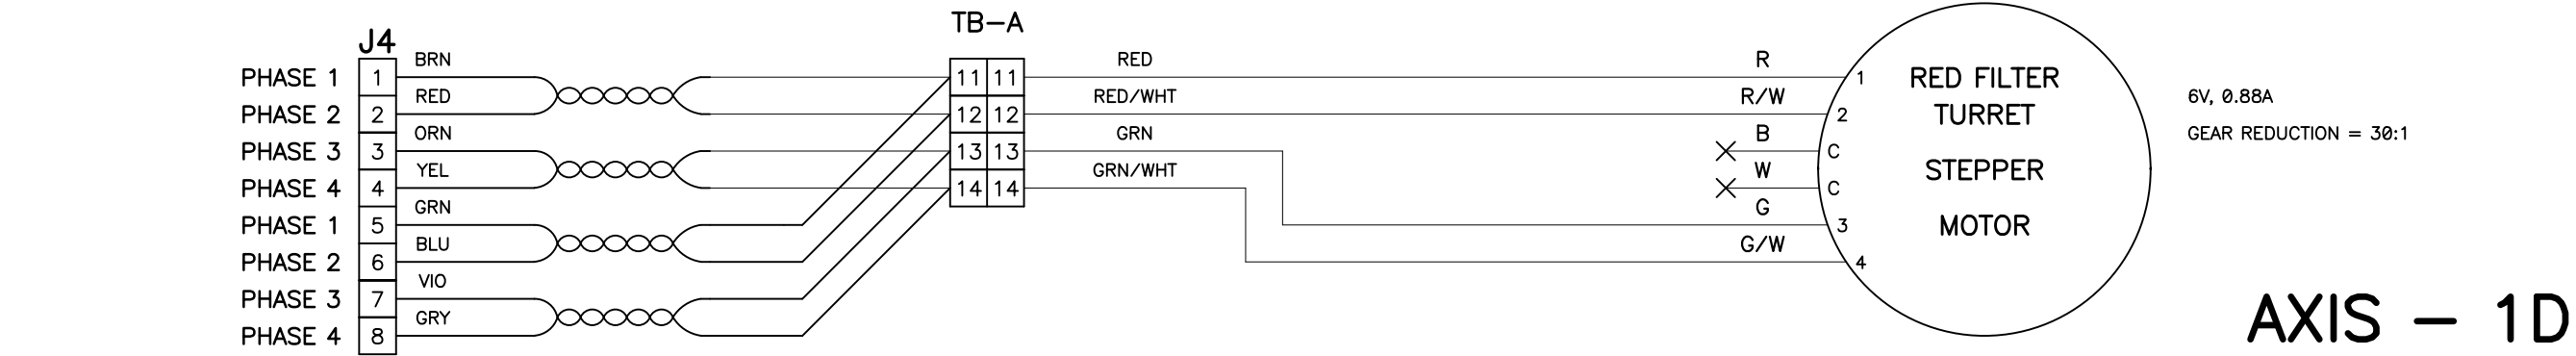 TB-A
J4
BRN
RED
R
PHASE 1 1 11 11 1 RED FILTER
RED
RED/WHT
R/W
6V, 0.88A
PHASE 2 2 12 12 2 TURRET
ORN
GRN
B
GEAR REDUCTION = 30:1
PHASE 3 3 13 13 C
YEL
GRN/WHT
W
STEPPER
PHASE 4 4 14 14 C
GRN
G
PHASE 1 5 3 MOTOR
BLU
G/W
PHASE 2 6 4
VIO
PHASE 3 7
GRY
PHASE 4 8
AXIS - 1D